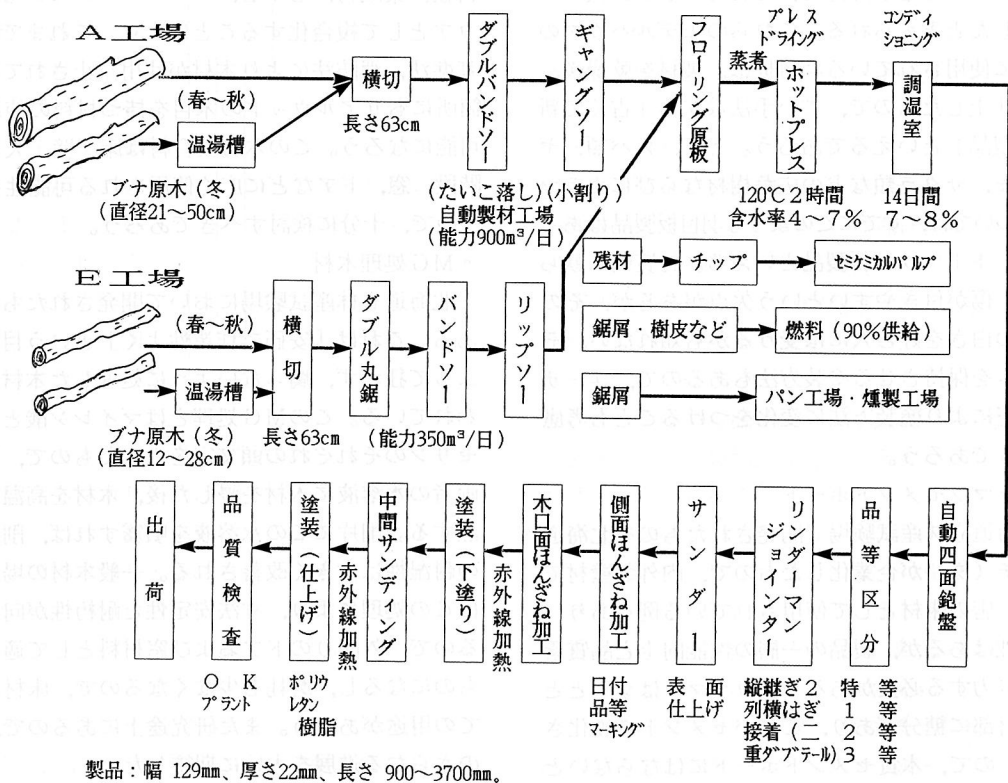 A工場
(春〜秋)
温湯槽
ブナ原木(冬)
(直径21〜50cm)
横切
長さ63cm
ダブルバンドソー
(たいこ落し)
ギャングソー
(小割り)
自動製材工場
(能力900m³/日)
フローリング原板
蒸煮
プレス
ドライング
ホットプレス
120℃2時間
含水率4〜7%
コンディ
ショニング
調湿室
14日間
7〜8%
E工場
(春〜秋)
温湯槽
ブナ原木(冬)
(直径12〜28cm)
横切
長さ63cm
ダブル丸鋸
バンドソー
リップソー
(能力350m³/日)
残材
チップ
セミケミカルパルプ
鋸屑・樹皮など
燃料(90%供給)
鋸屑
パン工場・燻製工場
自動四面鉋盤
品等区分
特等
1等
2等
3等
リンダーマン
ジョインター
縦継ぎ2
列横はぎ
接着(
重ダブテール)
サンダー
表面
仕上げ
側面ほんざね加工
日付
品等
マーキング
木口面ほんざね加工
赤外線加熱
塗装(下塗り)
中間サンディング
赤外線加熱
塗装(仕上げ)
ポリウ
レタン
樹脂
品質検査
OK
プラント
出荷
製品:幅 129mm、厚さ22mm、長さ 900〜3700mm。